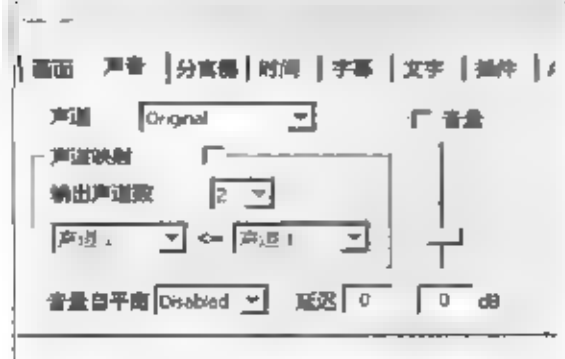 画面 声音 分离器 时间 字幕 文字 插件
声道 Original 音量
声道映射
输出声道数 2
声道 1 <= 声道 1
音量自平衡 Disabled 延迟 0 0 dB